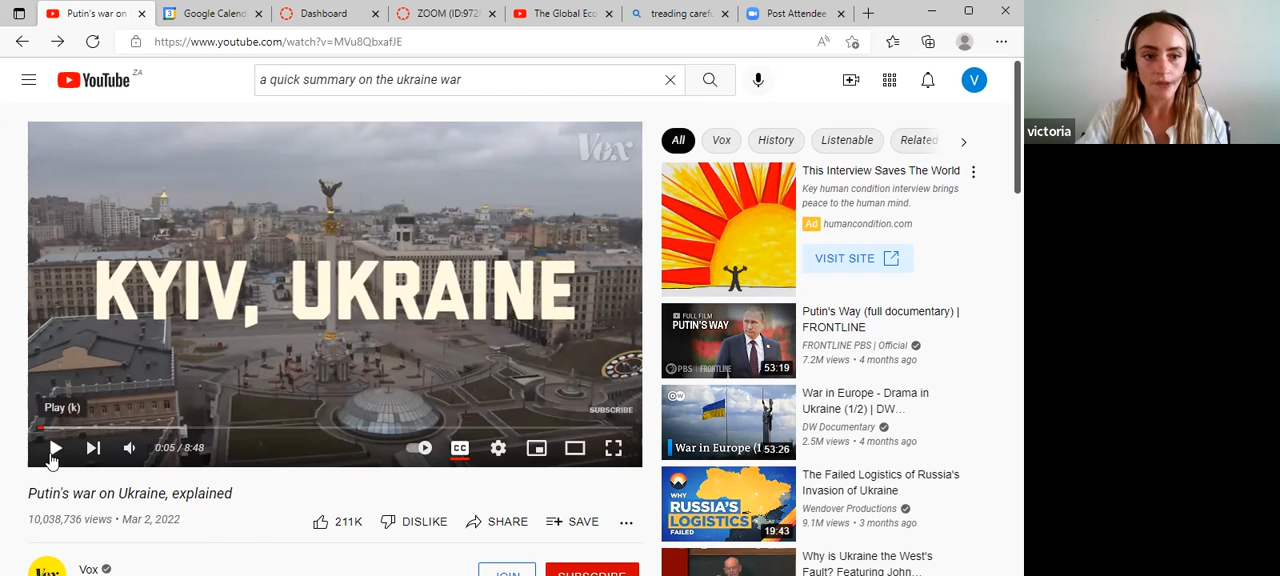 Putin's war on
Google Calend
Dashboard
ZOOM (ID:972
The Global Eco
treading carefu
Post Attendee
https://www.youtube.com/watch?v=MVu8QbxafJE
YouTube ZA
a quick summary on the ukraine war
V
victoria
Vox
KYIV, UKRAINE
SUBSCRIBE
Play (k)
0:05 / 8:48
CC
Putin's war on Ukraine, explained
10,038,736 views • Mar 2, 2022
211K
DISLIKE
SHARE
SAVE
Vox
JOIN
SUBSCRIBE
All
Vox
History
Listenable
Related
This Interview Saves The World
Key human condition interview brings
peace to the human mind.
Ad humancondition.com
VISIT SITE
FULL FILM
PUTIN'S WAY
PBS FRONTLINE
53:19
Putin's Way (full documentary) |
FRONTLINE
FRONTLINE PBS | Official
7.2M views • 4 months ago
DW
War in Europe (1
53:26
War in Europe - Drama in
Ukraine (1/2) | DW...
DW Documentary
2.5M views • 4 months ago
WHY
RUSSIA'S
LOGISTICS
FAILED
19:43
The Failed Logistics of Russia's
Invasion of Ukraine
Wendover Productions
9.1M views • 3 months ago
Why is Ukraine the West's
Fault? Featuring John...